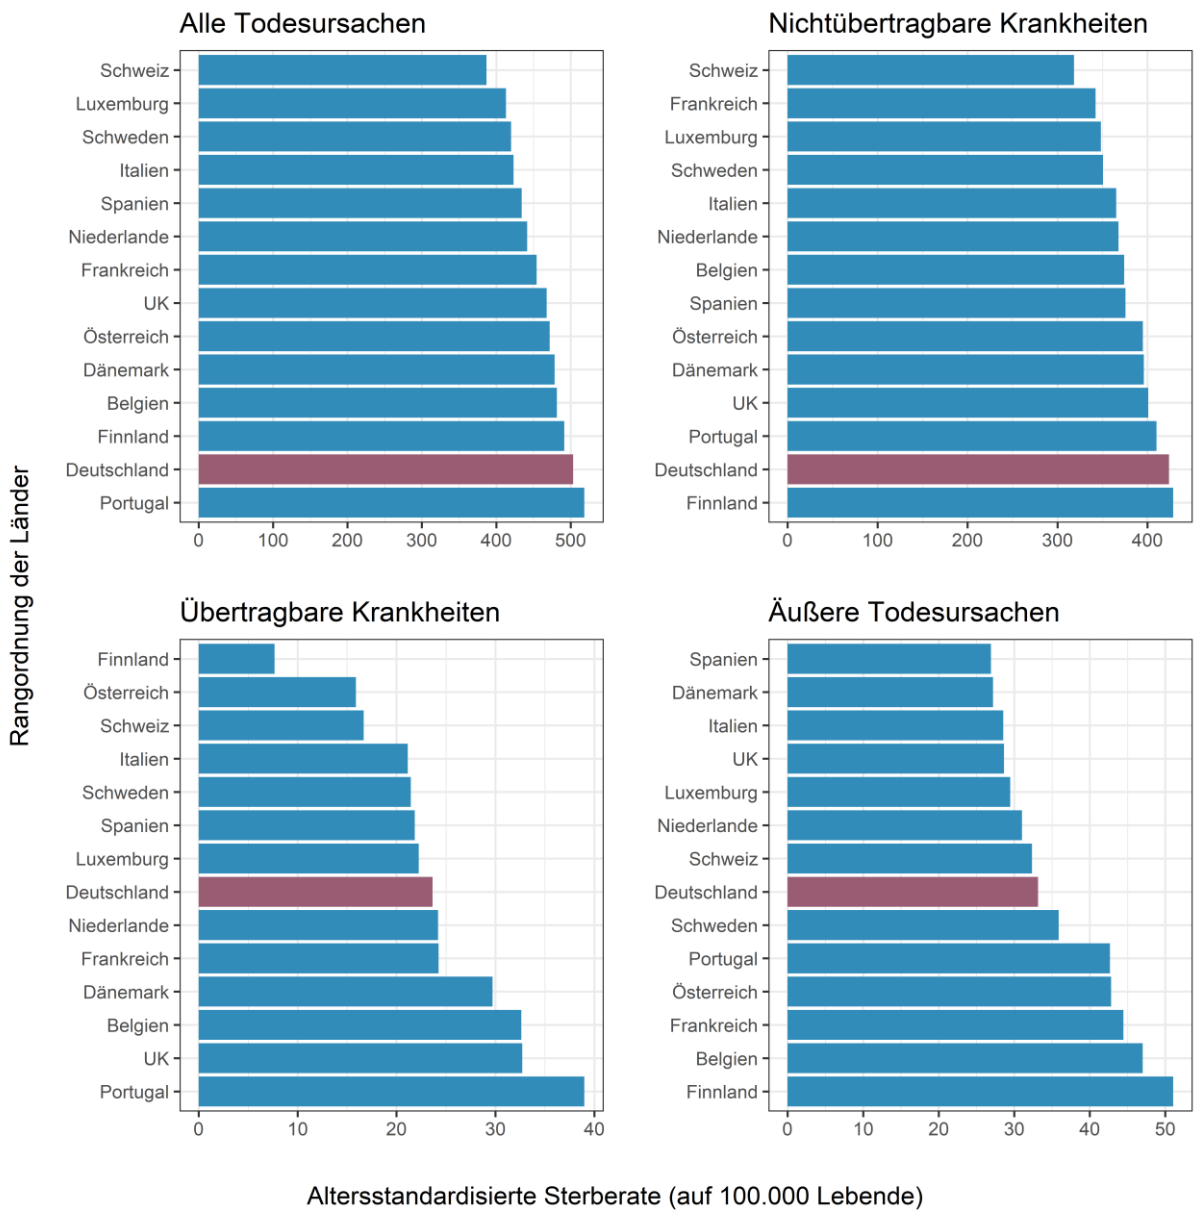 Alle Todesursachen
Schweiz
Luxemburg
Schweden
Italien
Spanien
Niederlande
Frankreich
UK
Österreich
Dänemark
Belgien
Finnland
Deutschland
Portugal
0 100 200 300 400 500
Nichtübertragbare Krankheiten
Schweiz
Frankreich
Luxemburg
Schweden
Italien
Niederlande
Belgien
Spanien
Österreich
Dänemark
UK
Portugal
Deutschland
Finnland
0 100 200 300 400
Rangordnung der Länder
Übertragbare Krankheiten
Finnland
Österreich
Schweiz
Italien
Schweden
Spanien
Luxemburg
Deutschland
Niederlande
Frankreich
Dänemark
Belgien
UK
Portugal
0 10 20 30 40
Äußere Todesursachen
Spanien
Dänemark
Italien
UK
Luxemburg
Niederlande
Schweiz
Deutschland
Schweden
Portugal
Österreich
Frankreich
Belgien
Finnland
0 10 20 30 40 50
Altersstandardisierte Sterberate (auf 100.000 Lebende)